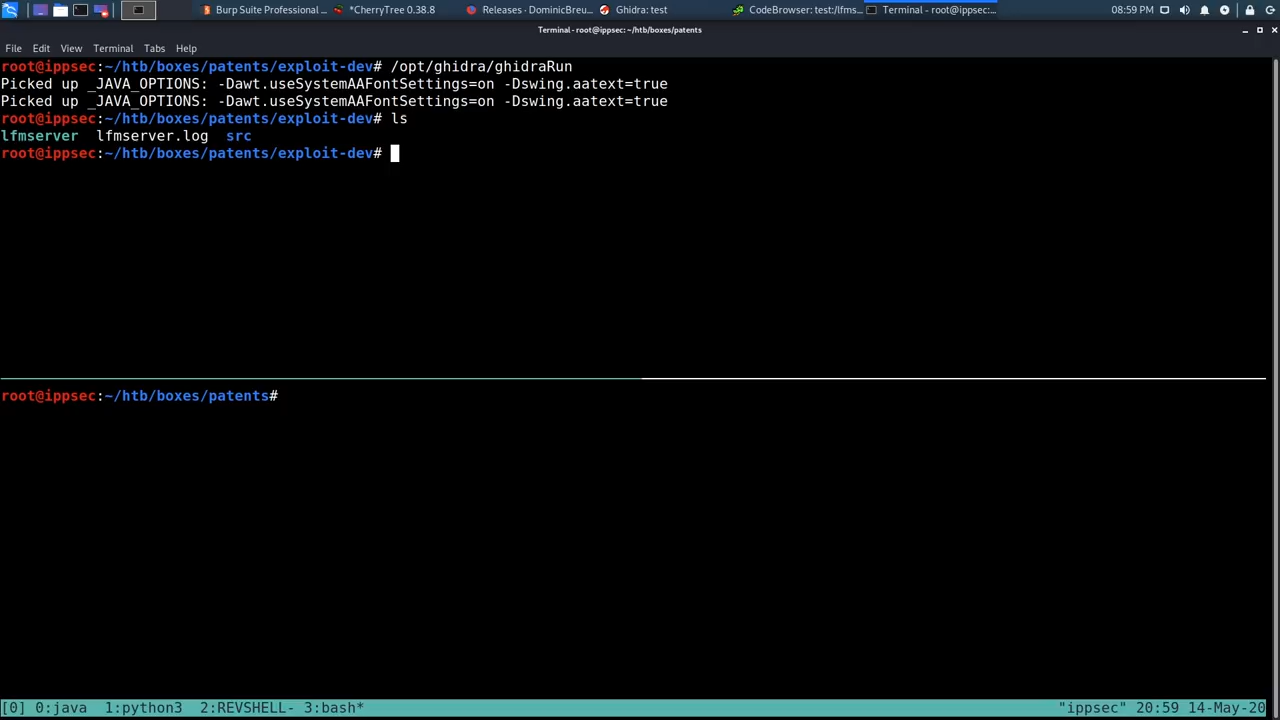 Burp Suite Professional ... *CherryTree 0.38.8 Releases - DominicBreu... Ghidra: test CodeBrowser: test:/lfms... Terminal - root@ippsec:... 08:59 PM
Terminal - root@ippsec: ~/htb/boxes/patents
File Edit View Terminal Tabs Help
root@ippsec:~/htb/boxes/patents/exploit-dev# /opt/ghidra/ghidraRun
Picked up _JAVA_OPTIONS: -Dawt.useSystemAAFontSettings=on -Dswing.aatext=true
Picked up _JAVA_OPTIONS: -Dawt.useSystemAAFontSettings=on -Dswing.aatext=true
root@ippsec:~/htb/boxes/patents/exploit-dev# ls
lfmserver lfmserver.log src
root@ippsec:~/htb/boxes/patents/exploit-dev#
root@ippsec:~/htb/boxes/patents#
[0] 0:java 1:python3 2:REVSHELL- 3:bash* "ippsec" 20:59 14-May-20